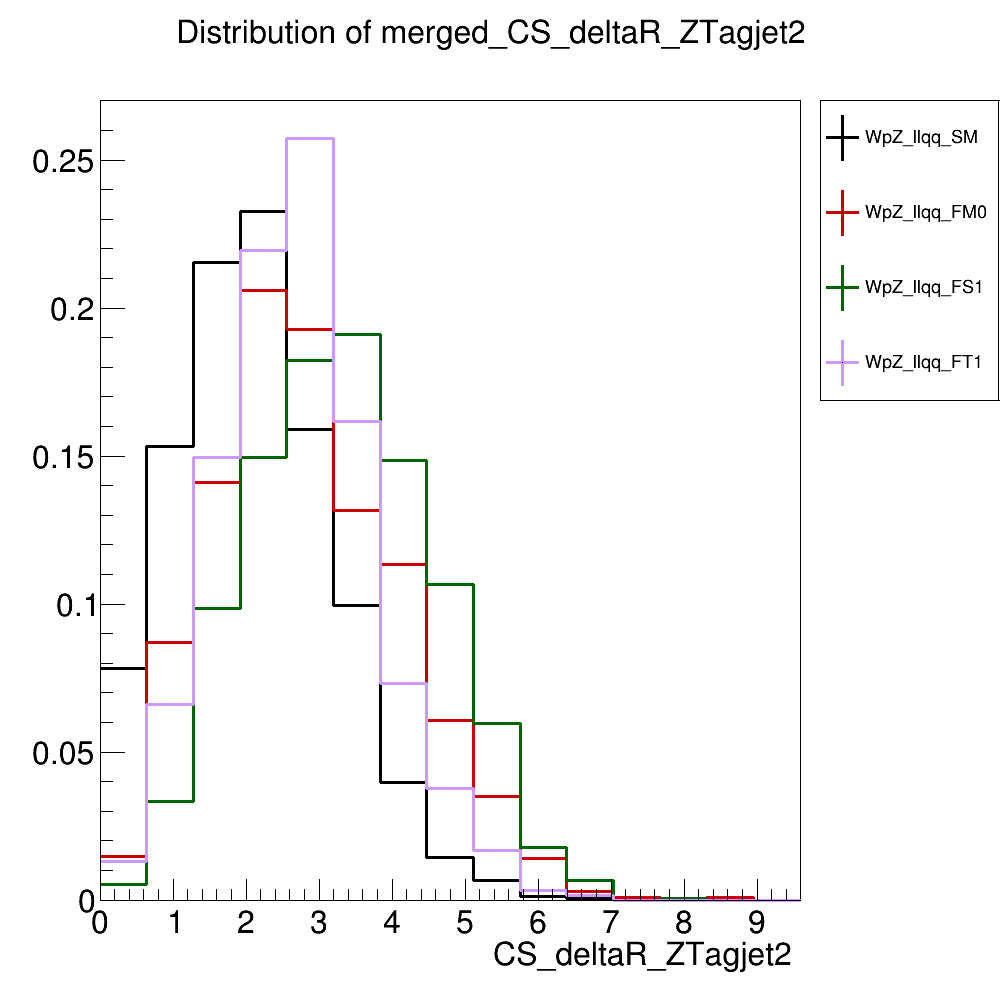 Distribution of merged_CS_deltaR_ZTagjet2
WpZ_llqq_SM
WpZ_llqq_FM0
WpZ_llqq_FS1
WpZ_llqq_FT1
0.25
0.2
0.15
0.1
0.05
0
0 1 2 3 4 5 6 7 8 9
CS_deltaR_ZTagjet2